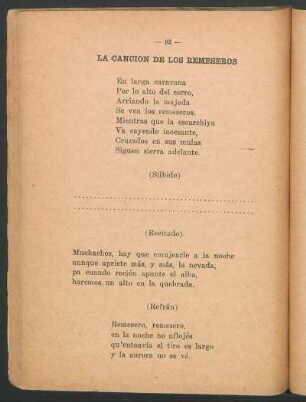 — 93 —
LA CANCION DE LOS REMESEROS
En larga caravana
Por lo alto del cerro,
Arriando la majada
Se ven los remeseros.
Mientras que la escarchiya
Va cayendo incesante,
Cruzados en sus mulas
Siguen sierra adelante.
(Silbido)
(Recitado)
Muchachos, hay que cornjearle a la noche
aunque apriete más, y más, la nevada,
pa cuando recién apunte el alba,
haremos un alto en la quebrada.
(Refrán)
Remesero, remesero,
en la noche no aflojés
qu'entoavía el tiro es largo
y la aurora no se vé.